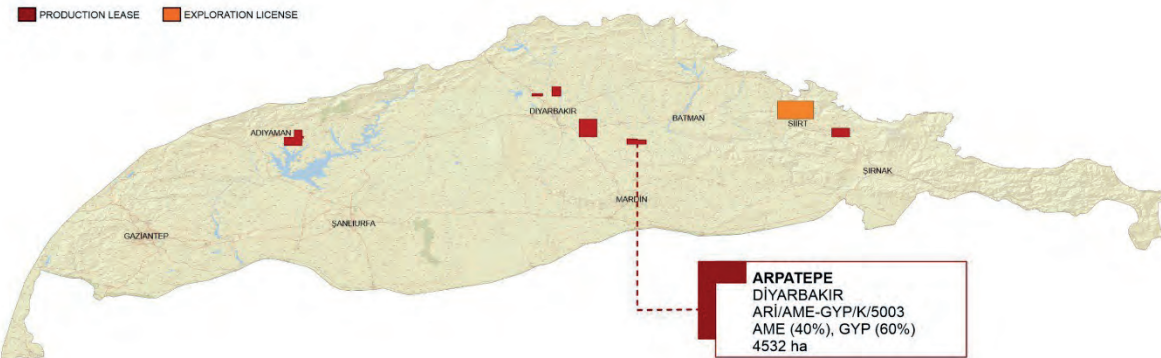 PRODUCTION LEASE
EXPLORATION LICENSE
DİYARBAKIR
BATMAN
SİİRT
ADIYAMAN
ŞIRNAK
MARDİN
ŞANLIURFA
GAZİANTEP
ARPATEPE
DİYARBAKIR
ARİ/AME-GYP/K/5003
AME (40%), GYP (60%)
4532 ha